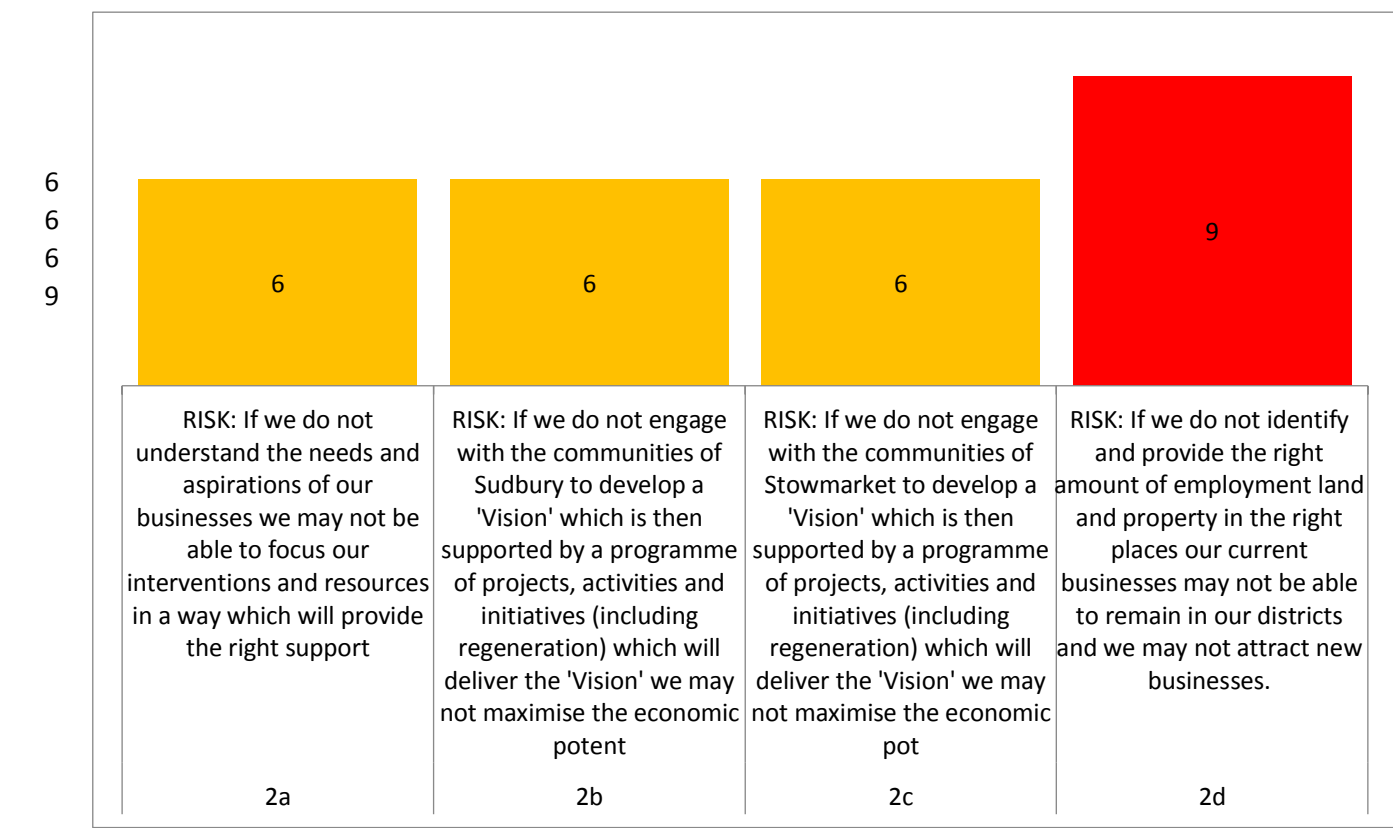 6
6
6
9
6
6
6
9
RISK: If we do not
understand the needs and
aspirations of our
businesses we may not be
able to focus our
interventions and resources
in a way which will provide
the right support
2a
RISK: If we do not engage
with the communities of
Sudbury to develop a
'Vision' which is then
supported by a programme
of projects, activities and
initiatives (including
regeneration) which will
deliver the 'Vision' we may
not maximise the economic
potent
2b
RISK: If we do not engage
with the communities of
Stowmarket to develop a
'Vision' which is then
supported by a programme
of projects, activities and
initiatives (including
regeneration) which will
deliver the 'Vision' we may
not maximise the economic
pot
2c
RISK: If we do not identify
and provide the right
amount of employment land
and property in the right
places our current
businesses may not be able
to remain in our districts
and we may not attract new
businesses.
2d